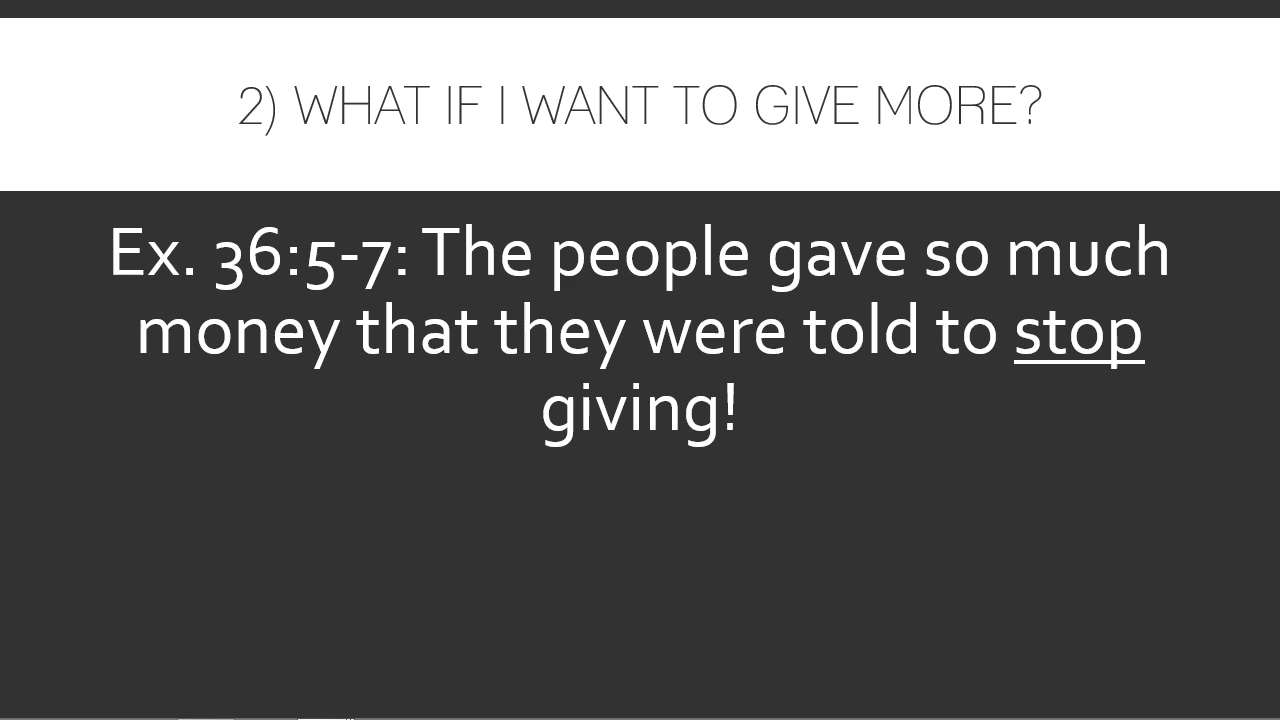 2) WHAT IF I WANT TO GIVE MORE?
Ex. 36:5-7: The people gave so much
money that they were told to stop
giving!